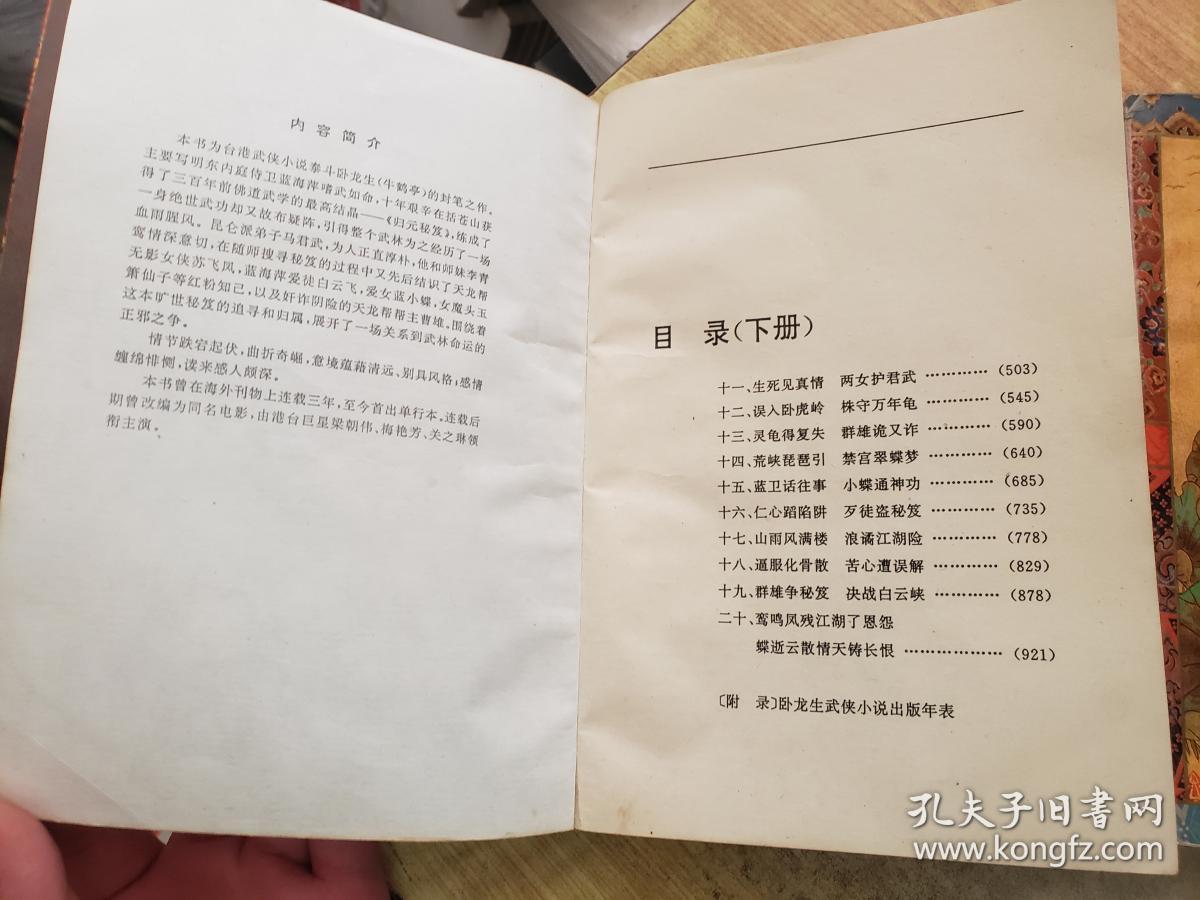 内容简介
本书为台港武侠小说泰斗卧龙生(牛鹤亭)的封笔之作。
主要写明东内庭侍卫蓝海萍嗜武如命，十年艰辛在括苍山获
得了三百年前佛道武学的最高结晶——《归元秘笈》，练成了
一身绝世武功却又故布疑阵，引得整个武林为之经历了一场
血雨腥风。昆仑派弟子马君武，为人正直淳朴，他和师妹李青
鸾情深意切，在随师搜寻秘笈的过程中又先后结识了天龙帮
无影女侠苏飞凤，蓝海萍爱徒白云飞，爱女蓝小蝶，女魔头玉
箫仙子等红粉知己，以及奸诈阴险的天龙帮帮主曹雄。围绕着
这本旷世秘笈的追寻和归属，展开了一场关系到武林命运的
正邪之争。
情节跌宕起伏，曲折奇崛，意境蕴藉清远、别具风格，感情
缠绵悱恻，读来感人颇深。
本书曾在海外刊物上连载三年，至今首出单行本。连载后
期曾改编为同名电影，由港台巨星梁朝伟、梅艳芳、关之琳领
衔主演。
目 录(下册)
十一、生死见真情 两女护君武 …………(503)
十二、误入卧虎岭 株守万年龟 …………(545)
十三、灵龟得复失 群雄诡又诈 …………(590)
十四、荒峡琵琶引 禁宫翠蝶梦 …………(640)
十五、蓝卫话往事 小蝶通神功 …………(685)
十六、仁心蹈陷阱 歹徒盗秘笈 …………(735)
十七、山雨风满楼 浪谲江湖险 …………(778)
十八、逼服化骨散 苦心遭误解 …………(829)
十九、群雄争秘笈 决战白云峡 …………(878)
二十、鸾鸣凤残江湖了恩怨
蝶逝云散情天铸长恨 ………………(921)
〔附 录〕卧龙生武侠小说出版年表
孔夫子旧书网
www.kongfz.com